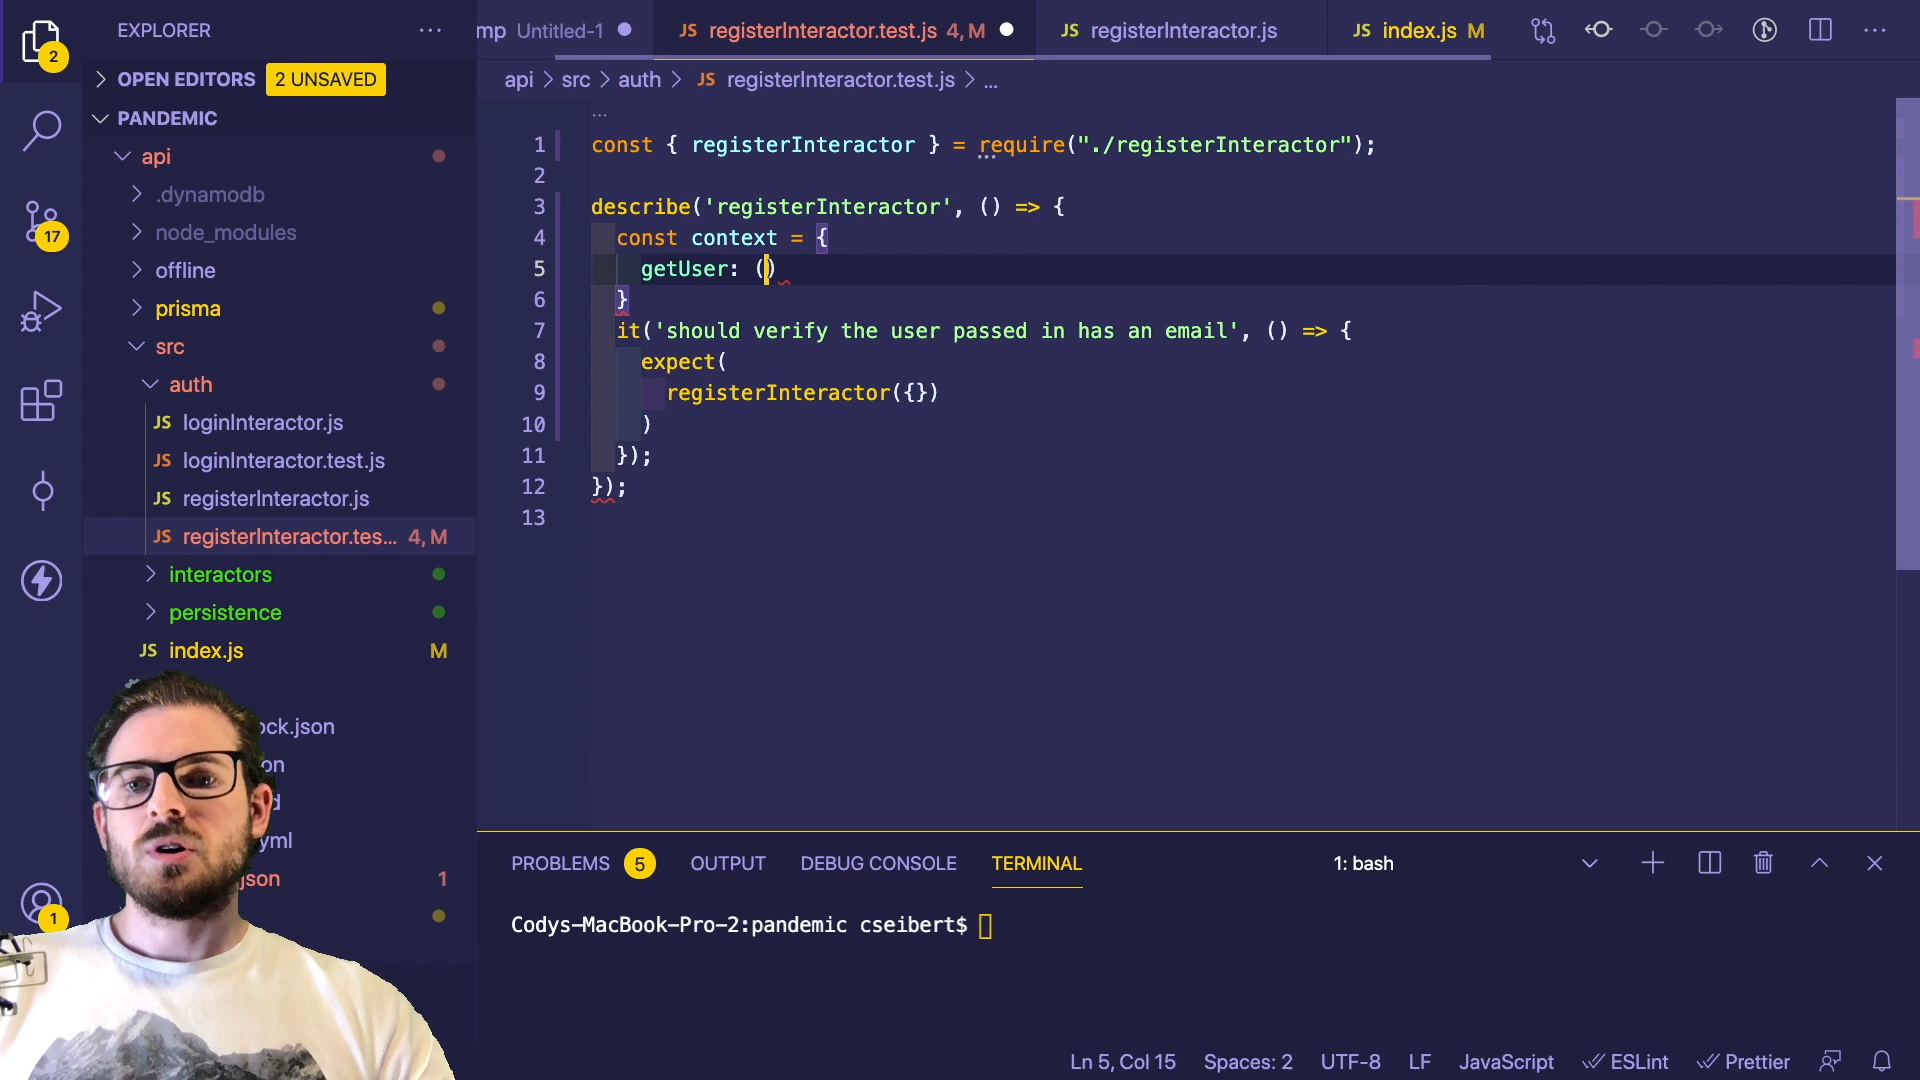 EXPLORER
OPEN EDITORS 2 UNSAVED
PANDEMIC
api
.dynamodb
node_modules
offline
prisma
src
auth
JS loginInteractor.js
JS loginInteractor.test.js
JS registerInteractor.js
JS registerInteractor.tes... 4, M
interactors
persistence
JS index.js M
ock.json
on
d
yml
json 1
2
17
1
mp Untitled-1
JS registerInteractor.test.js 4, M
JS registerInteractor.js
JS index.js M
api > src > auth > JS registerInteractor.test.js > ...
1 const { registerInteractor } = require("./registerInteractor");
2
3 describe('registerInteractor', () => {
4 const context = {
5 getUser: ()
6 }
7 it('should verify the user passed in has an email', () => {
8 expect(
9 registerInteractor({})
10 )
11 });
12 });
13
PROBLEMS 5 OUTPUT DEBUG CONSOLE TERMINAL 1: bash
Codys-MacBook-Pro-2:pandemic cseibert$
Ln 5, Col 15 Spaces: 2 UTF-8 LF JavaScript ESLint Prettier